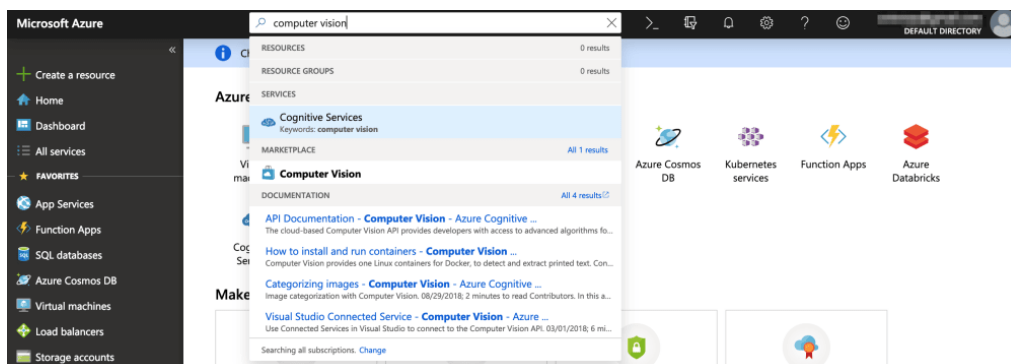 Microsoft Azure
computer vision
DEFAULT DIRECTORY
«
Create a resource
Home
Dashboard
All services
FAVORITES
App Services
Function Apps
SQL databases
Azure Cosmos DB
Virtual machines
Load balancers
Storage accounts
RESOURCES 0 results
RESOURCE GROUPS 0 results
SERVICES
Cognitive Services
Keywords: computer vision
MARKETPLACE All 1 results
Computer Vision
DOCUMENTATION All 4 results
API Documentation - Computer Vision - Azure Cognitive ...
The cloud-based Computer Vision API provides developers with access to advanced algorithms fo...
How to install and run containers - Computer Vision ...
Computer Vision provides one Linux containers for Docker, to detect and extract printed text. Con...
Categorizing images - Computer Vision - Azure Cognitive ...
Image categorization with Computer Vision. 08/29/2018; 2 minutes to read Contributors. In this a...
Visual Studio Connected Service - Computer Vision - Azure ...
Use Connected Services in Visual Studio to connect to the Computer Vision API. 03/01/2018; 6 mi...
Searching all subscriptions. Change
Azure
Make
Azure Cosmos
DB
Kubernetes
services
Function Apps
Azure
Databricks